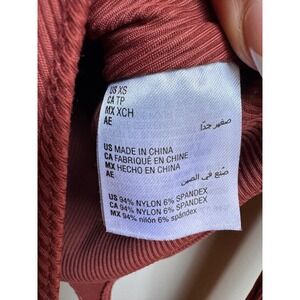 US XS
CA TP
MX XCH
AE صغير جدًا
US MADE IN CHINA
CA FABRIQUÉ EN CHINE
MX HECHO EN CHINA
AE صنع في الصين
US 94% NYLON 6% SPANDEX
CA 94% NYLON 6% SPANDEX
MX 94% nilón 6% spandex